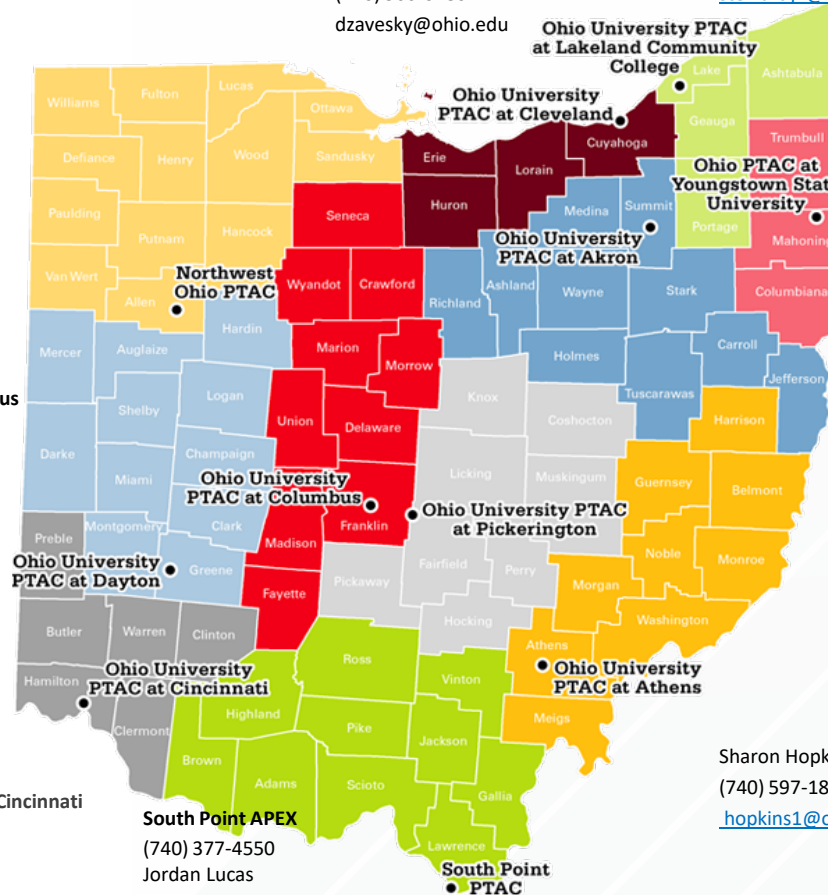 dzavesky@ohio.edu
Ohio University PTAC
at Lakeland Community
College
Lake
Ashtabula
Geauga
Williams
Fulton
Lucas
Ottawa
Ohio University
PTAC at Cleveland
Cuyahoga
Trumbull
Defiance
Henry
Wood
Sandusky
Erie
Lorain
Ohio PTAC at
Youngstown Stat
University
Paulding
Putnam
Hancock
Seneca
Huron
Medina
Summit
Portage
Mahoning
Ohio University
PTAC at Akron
Van Wert
Allen
Northwest
Ohio PTAC
Wyandot
Crawford
Richland
Ashland
Wayne
Stark
Columbiana
Mercer
Auglaize
Hardin
Marion
Morrow
Holmes
Carroll
Jefferson
Tuscarawas
us
Shelby
Logan
Union
Delaware
Knox
Coshocton
Harrison
Darke
Miami
Champaign
Licking
Muskingum
Guernsey
Belmont
Ohio University
PTAC at Columbus
Franklin
Ohio University PTAC
at Pickerington
Preble
Montgomery
Clark
Madison
Noble
Monroe
Ohio University
PTAC at Dayton
Greene
Fayette
Pickaway
Fairfield
Perry
Morgan
Washington
Butler
Warren
Clinton
Ross
Hocking
Athens
Hamilton
Ohio University
PTAC at Cincinnati
Vinton
Ohio University
PTAC at Athens
Clermont
Highland
Pike
Jackson
Meigs
Brown
Adams
Scioto
Gallia
Sharon Hopk
(740) 597-18
hopkins1@o
Cincinnati
South Point APEX
(740) 377-4550
Jordan Lucas
Lawrence
South Point
PTAC